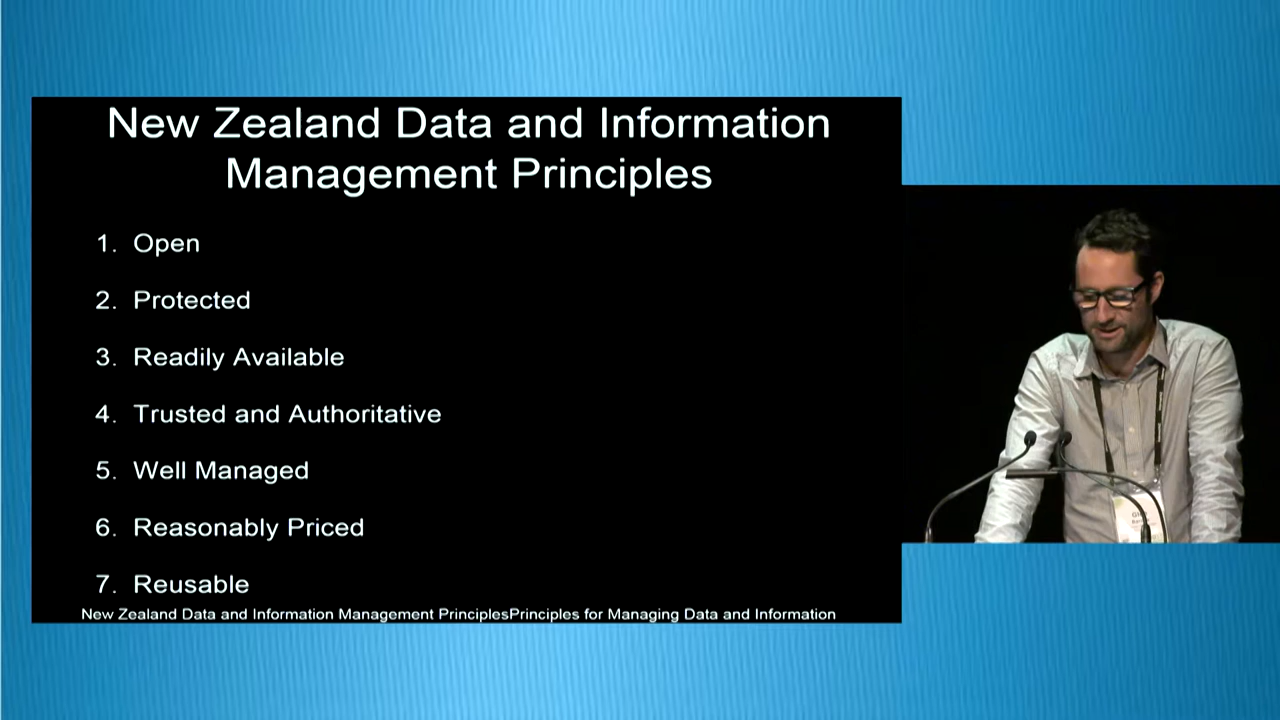 New Zealand Data and Information
Management Principles
1. Open
2. Protected
3. Readily Available
4. Trusted and Authoritative
5. Well Managed
6. Reasonably Priced
7. Reusable
New Zealand Data and Information Management PrinciplesPrinciples for Managing Data and Information